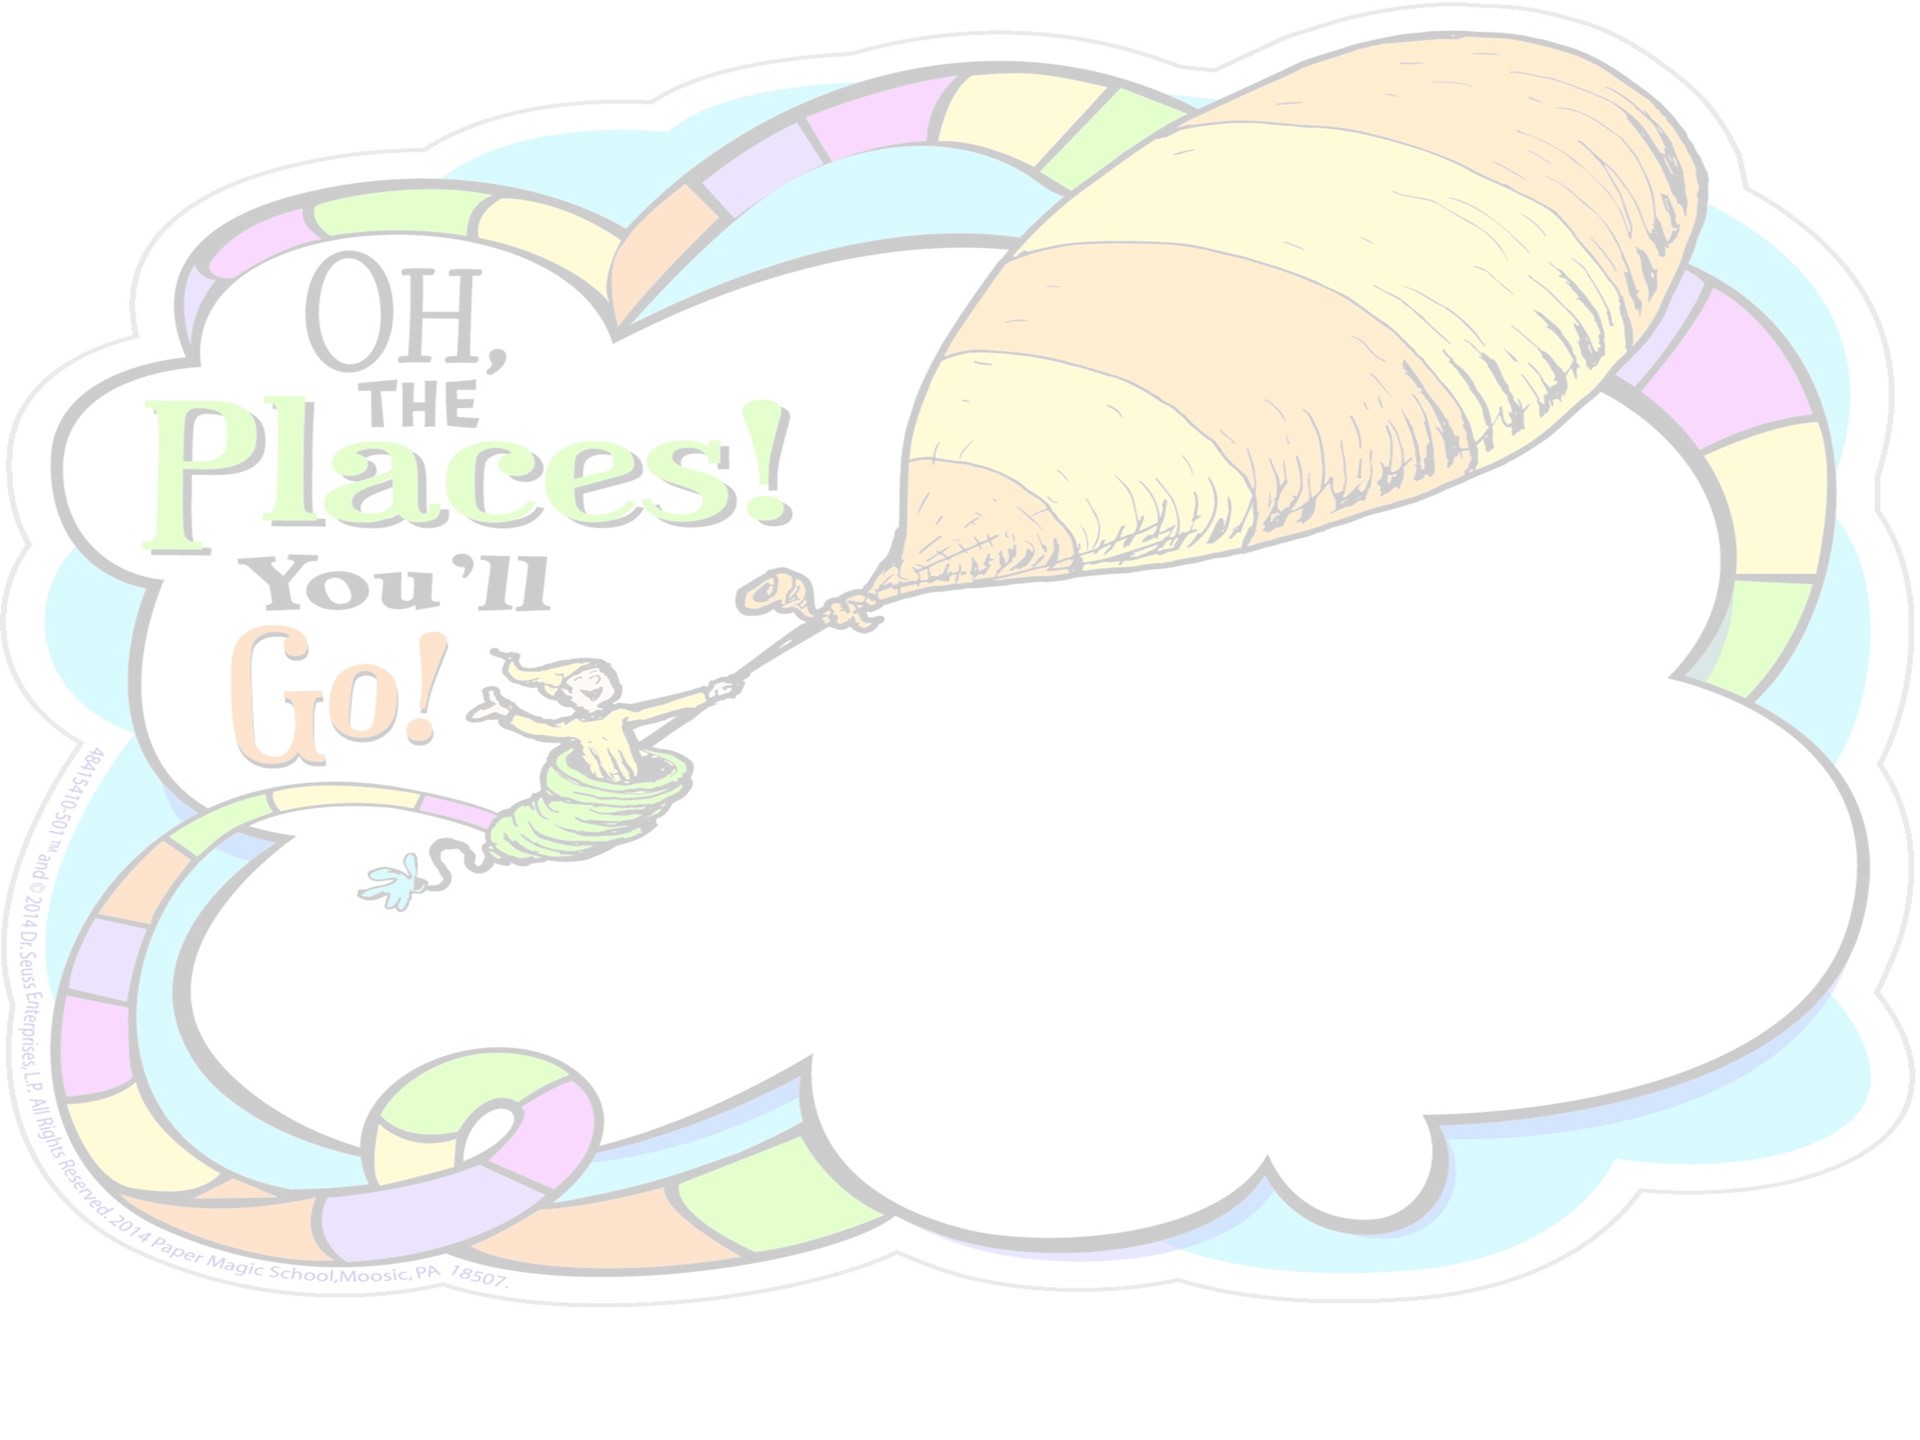 OH,
THE
Places!
You'll
Go!
48415410-501 ™ and © 2014 Dr. Seuss Enterprises, L.P. All Rights Reserved. 2014 Paper Magic School, Moosic, PA 18507.